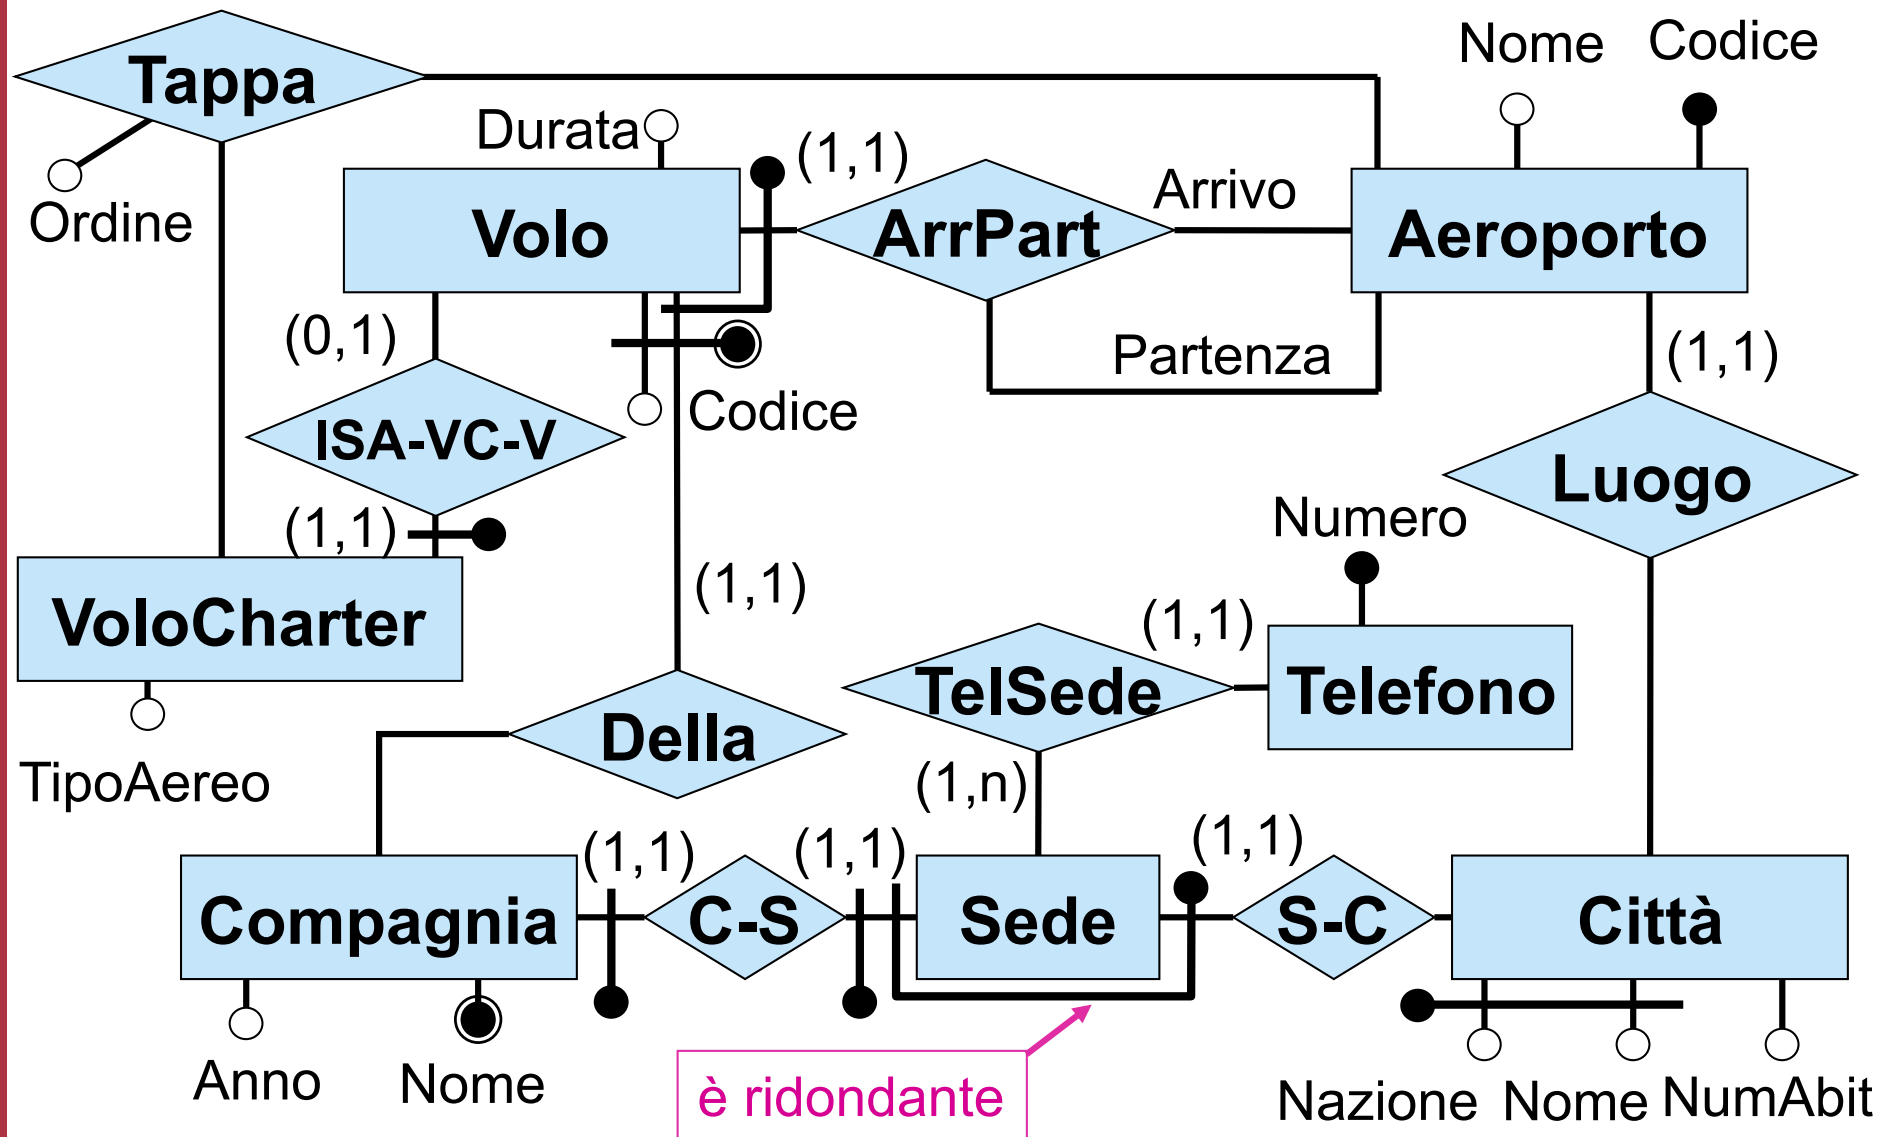 Tappa
Nome
Codice
Durata
(1,1)
Ordine
Volo
ArrPart
Arrivo
Aeroporto
(0,1)
Partenza
(1,1)
Codice
ISA-VC-V
Luogo
(1,1)
Numero
VoloCharter
(1,1)
(1,1)
TelSede
Telefono
Della
TipoAereo
(1,n)
(1,1)
(1,1)
(1,1)
Compagnia
C-S
Sede
S-C
Città
Anno
Nome
è ridondante
Nazione
Nome
NumAbit